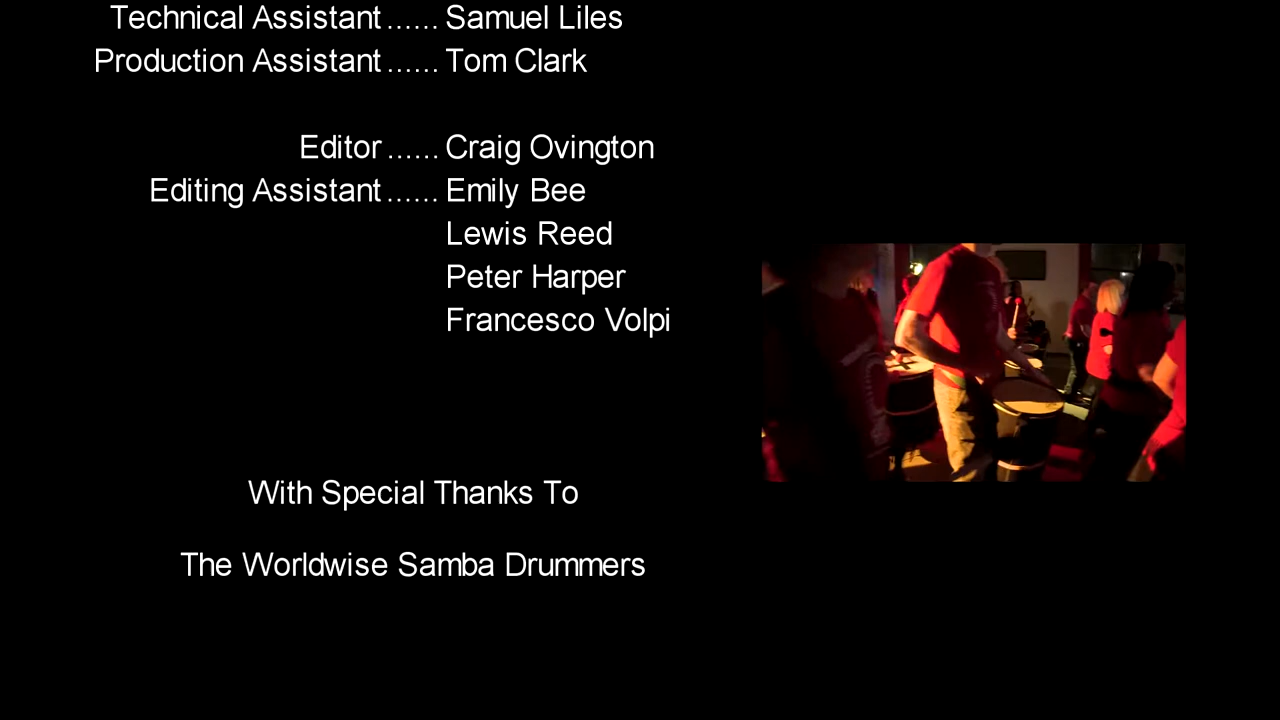 Technical Assistant ...... Samuel Liles
Production Assistant ...... Tom Clark
Editor ...... Craig Ovington
Editing Assistant ...... Emily Bee
Lewis Reed
Peter Harper
Francesco Volpi
With Special Thanks To
The Worldwise Samba Drummers